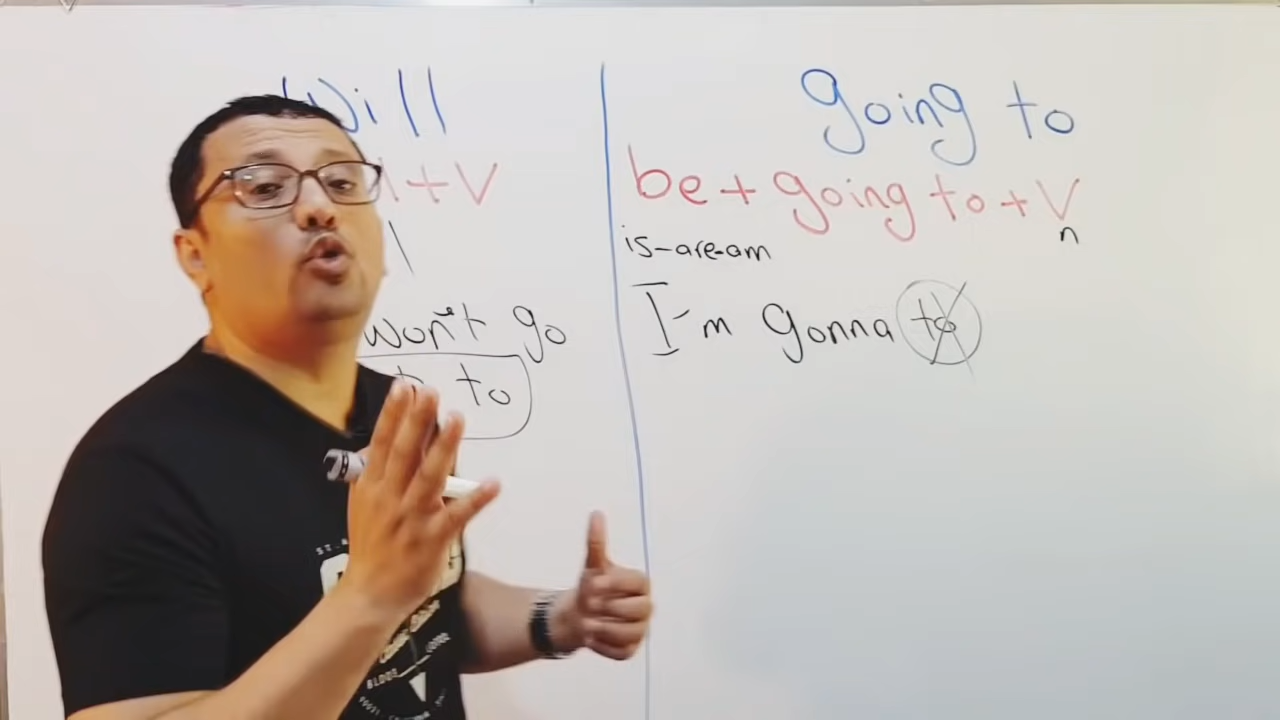 Will
+V
won't go
to
going to
be + going to + V
n
is-are-am
I'm gonna to